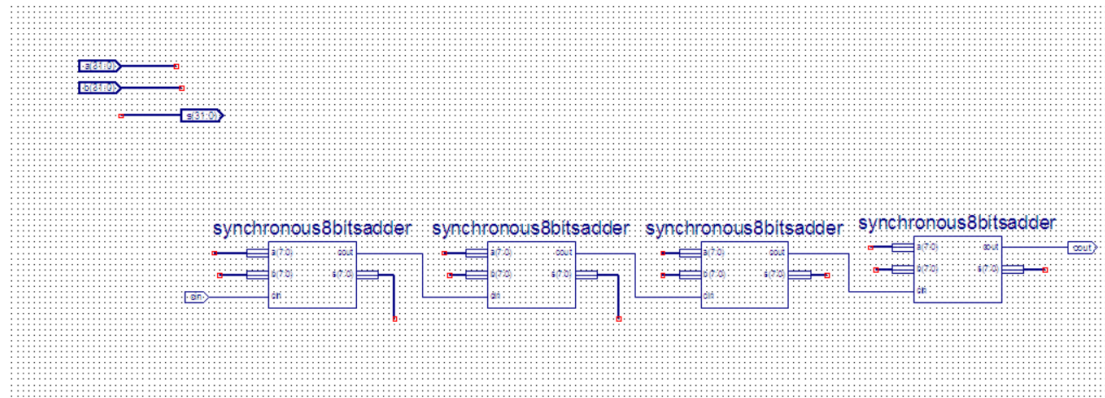 a(31:0)
b(31:0)
s(31:0)
synchronous8bitsadder synchronous8bitsadder synchronous8bitsadder synchronous8bitsadder
a(7:0) cout a(7:0) cout a(7:0) cout a(7:0) cout cout
b(7:0) s(7:0) b(7:0) s(7:0) b(7:0) s(7:0) b(7:0) s(7:0)
cin cin cin cin cin